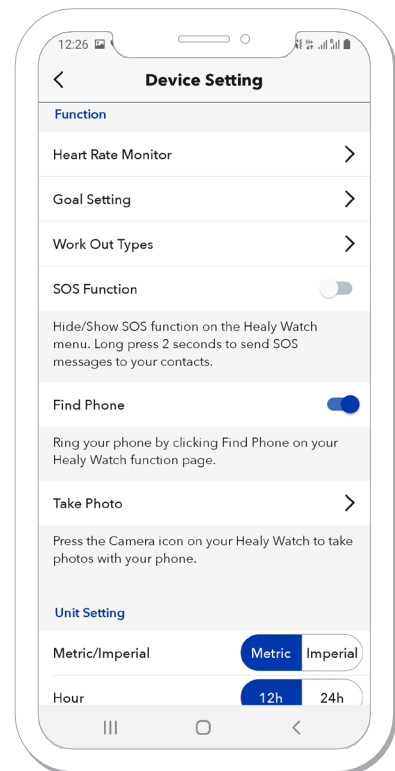 12:26
Device Setting
Function
Heart Rate Monitor
Goal Setting
Work Out Types
SOS Function
Hide/Show SOS function on the Healy Watch
menu. Long press 2 seconds to send SOS
messages to your contacts.
Find Phone
Ring your phone by clicking Find Phone on your
Healy Watch function page.
Take Photo
Press the Camera icon on your Healy Watch to take
photos with your phone.
Unit Setting
Metric/Imperial Metric Imperial
Hour 12h 24h